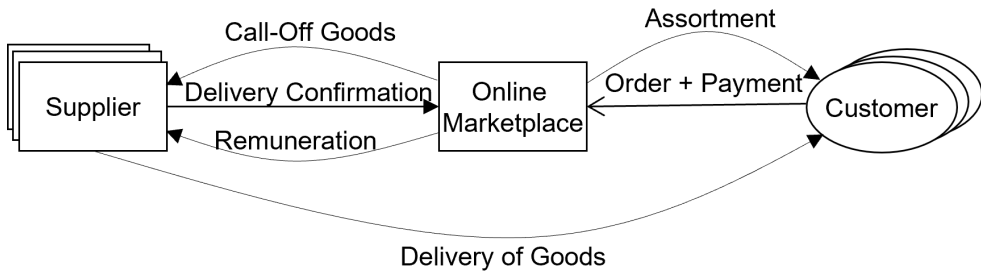 Assortment
Call-Off Goods
Supplier
Delivery Confirmation
Online
Marketplace
Order + Payment
Customer
Remuneration
Delivery of Goods